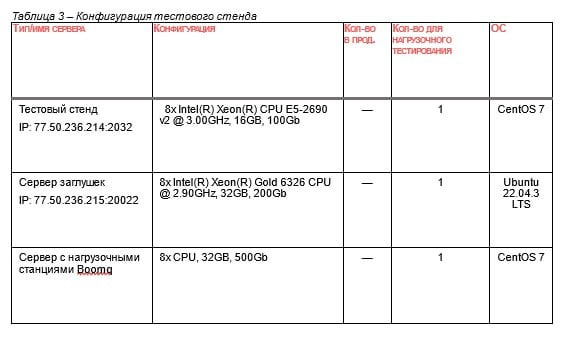 Таблица 3 – Конфигурация тестового стенда
ТИП/ИМЯ СЕРВЕРА
КОНФИГУРАЦИЯ
КОЛ-ВО
В ПРОД.
КОЛ-ВО ДЛЯ
НАГРУЗОЧНОГО
ТЕСТИРОВАНИЯ
ОС
Тестовый стенд
IP: 77.50.236.214:2032
8x Intel(R) Xeon(R) CPU E5-2690
v2 @ 3.00GHz, 16GB, 100Gb
—
1
CentOS 7
Сервер заглушек
IP: 77.50.236.215:20022
8x Intel(R) Xeon(R) Gold 6326 CPU
@ 2.90GHz, 32GB, 200Gb
—
1
Ubuntu
22.04.3
LTS
Сервер с нагрузочными
станциями Boomq
8x CPU, 32GB, 500Gb
—
1
CentOS 7